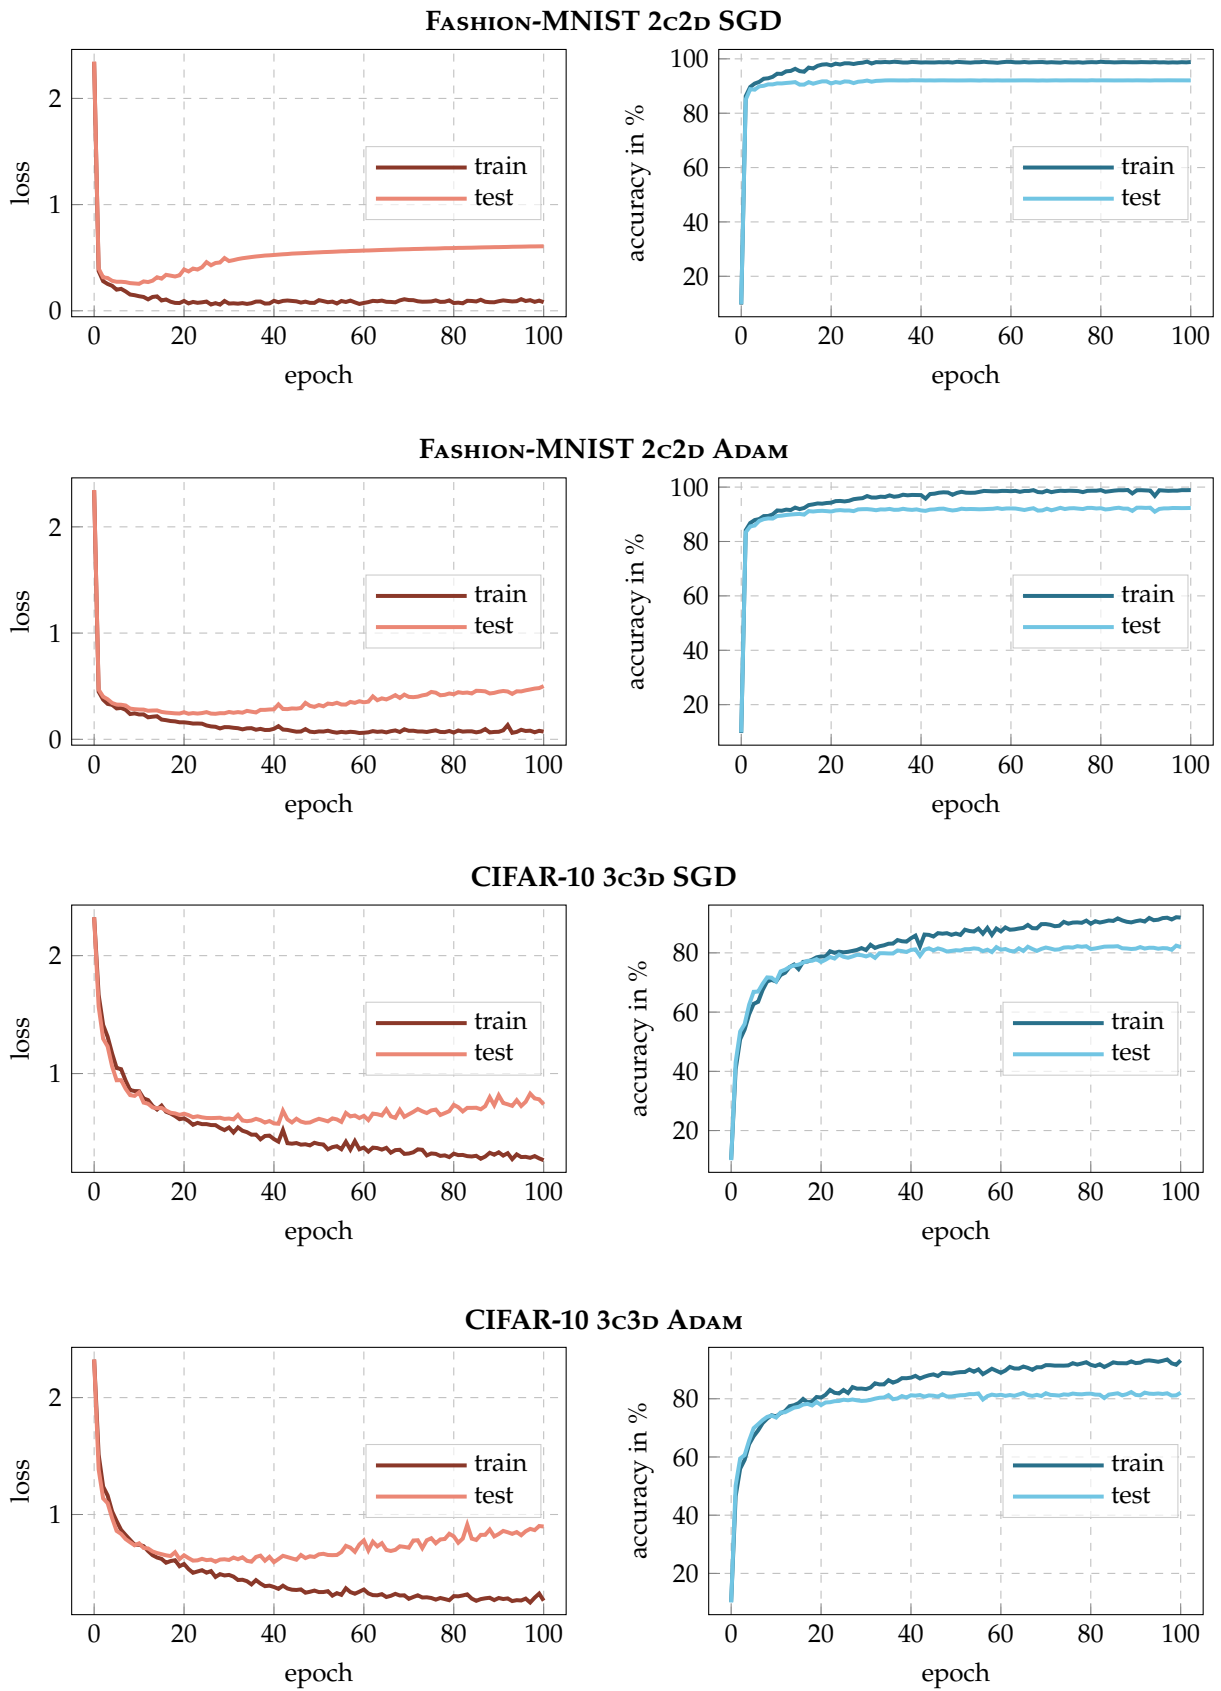 FASHION-MNIST 2C2D SGD
2
1
0
loss
train
test
0 20 40 60 80 100
epoch
100
80
60
40
20
accuracy in %
train
test
0 20 40 60 80 100
epoch
FASHION-MNIST 2C2D ADAM
2
1
0
loss
train
test
0 20 40 60 80 100
epoch
100
80
60
40
20
accuracy in %
train
test
0 20 40 60 80 100
epoch
CIFAR-10 3C3D SGD
2
1
loss
train
test
0 20 40 60 80 100
epoch
80
60
40
20
accuracy in %
train
test
0 20 40 60 80 100
epoch
CIFAR-10 3C3D ADAM
2
1
loss
train
test
0 20 40 60 80 100
epoch
80
60
40
20
accuracy in %
train
test
0 20 40 60 80 100
epoch